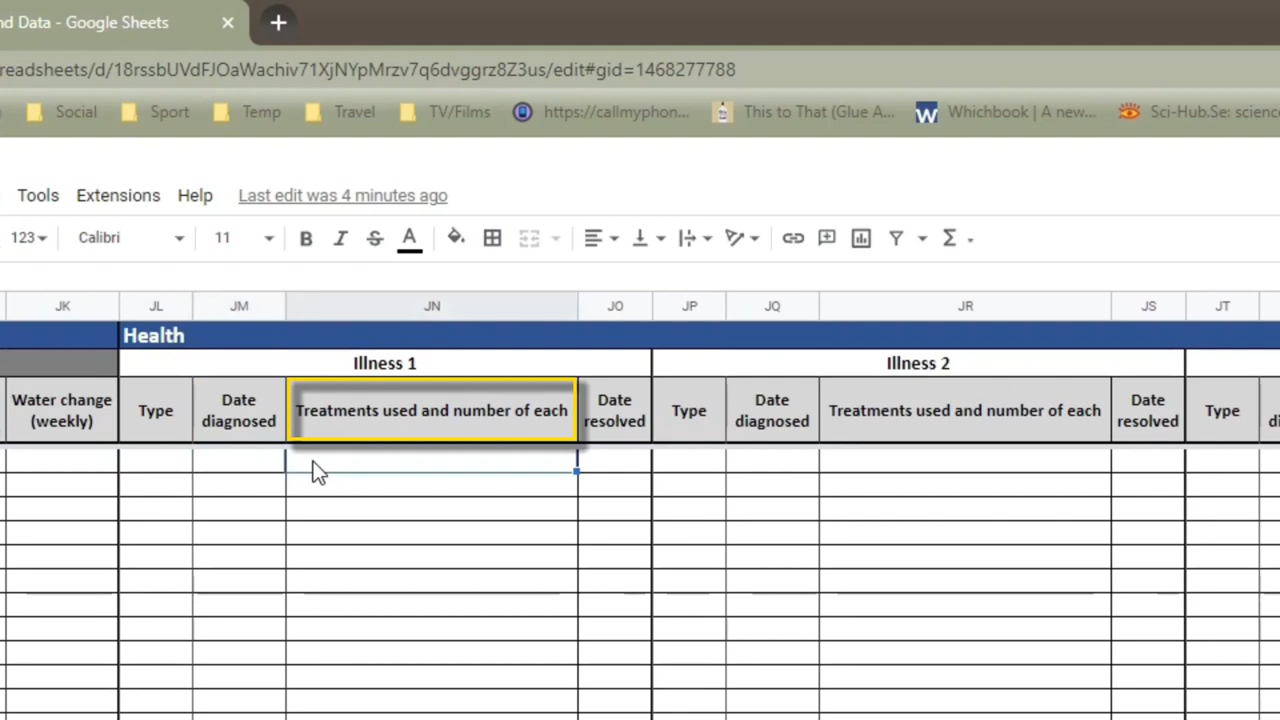 nd Data - Google Sheets
readsheets/d/18rssbUVdFJOaWachiv71XjNYpMrzv7q6dvggrz8Z3us/edit#gid=1468277788
Social Sport Temp Travel TV/Films https://callmyphon... This to That (Glue A... Whichbook | A new... Sci-Hub.Se: scienc
Tools Extensions Help Last edit was 4 minutes ago
123 Calibri 11 B I S A Σ
JK JL JM JN JO JP JQ JR JS JT
Health
Illness 1 Illness 2
Water change (weekly) Type Date diagnosed Treatments used and number of each Date resolved Type Date diagnosed Treatments used and number of each Date resolved Type